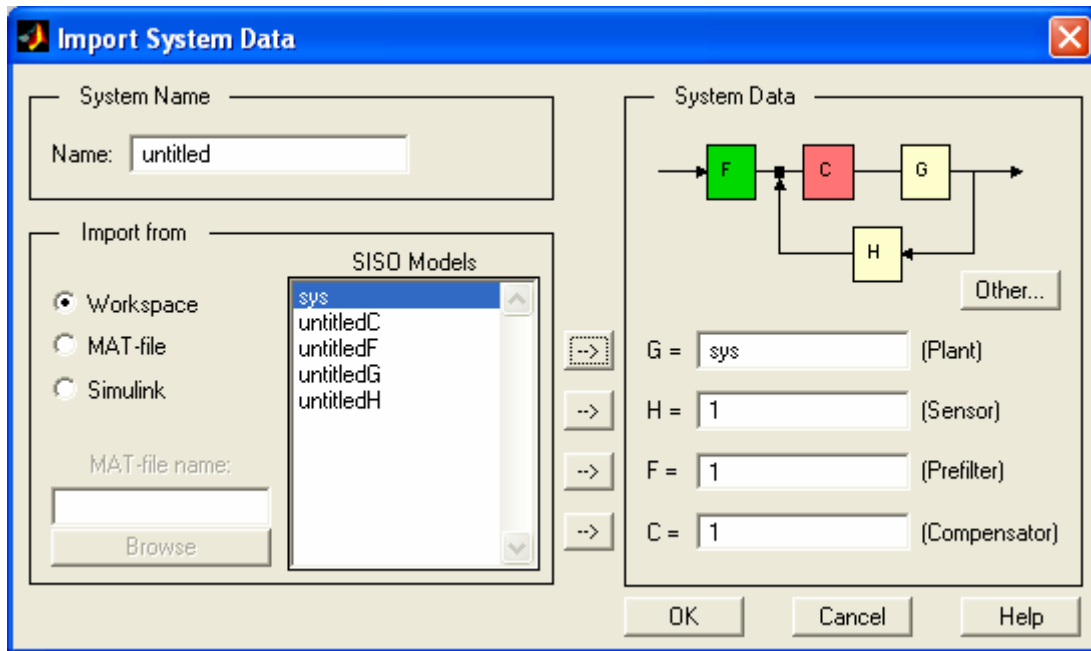 Import System Data
System Name
Name: untitled
Import from
Workspace
MAT-file
Simulink
MAT-file name:
Browse
SISO Models
sys
untitledC
untitledF
untitledG
untitledH
-->
-->
-->
-->
System Data
F
C
G
H
Other...
G = sys (Plant)
H = 1 (Sensor)
F = 1 (Prefilter)
C = 1 (Compensator)
OK
Cancel
Help